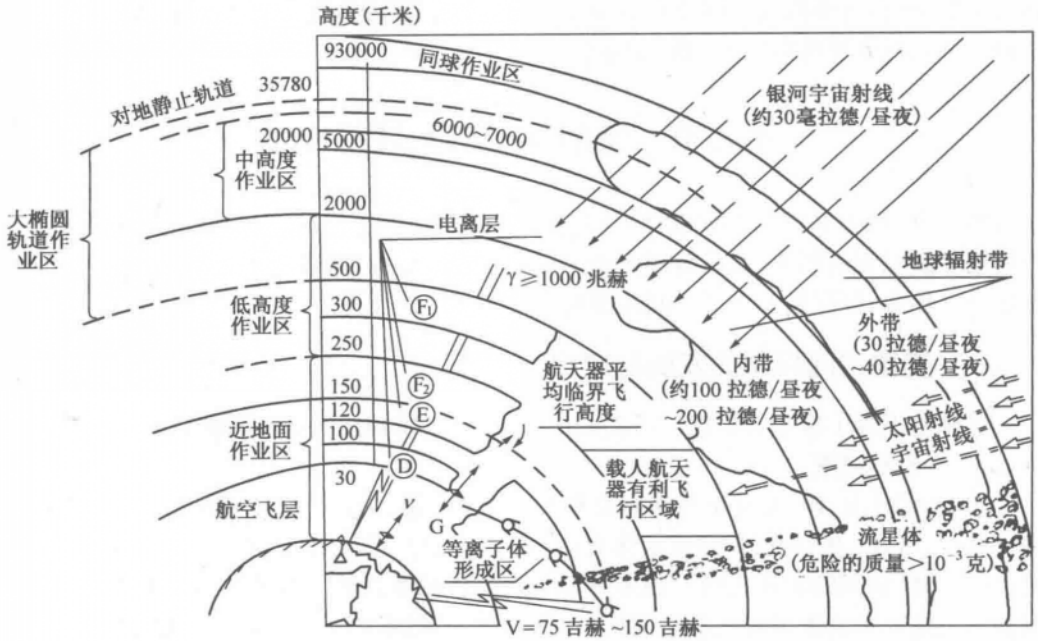 高度(千米)
930000
同球作业区
对地静止轨道
35780
银河宇宙射线
(约30毫拉德/昼夜)
6000~7000
20000
5000
中高度
作业区
大椭圆
轨道作
业区
2000
电离层
地球辐射带
γ≥1000 兆赫
500
低高度
作业区
300
F₁
外带
(30 拉德/昼夜
~40拉德/昼夜)
250
航天器平
均临界飞
行高度
内带
(约100 拉德/昼夜
~200 拉德/昼夜)
F₂
150
E
120
太阳射线
宇宙射线
近地面
作业区
100
D
30
载人航天
器有利飞
行区域
航空飞层
v
G
等离子体
形成区
流星体
(危险的质量>10⁻³克)
V=75 吉赫 ~150 吉赫